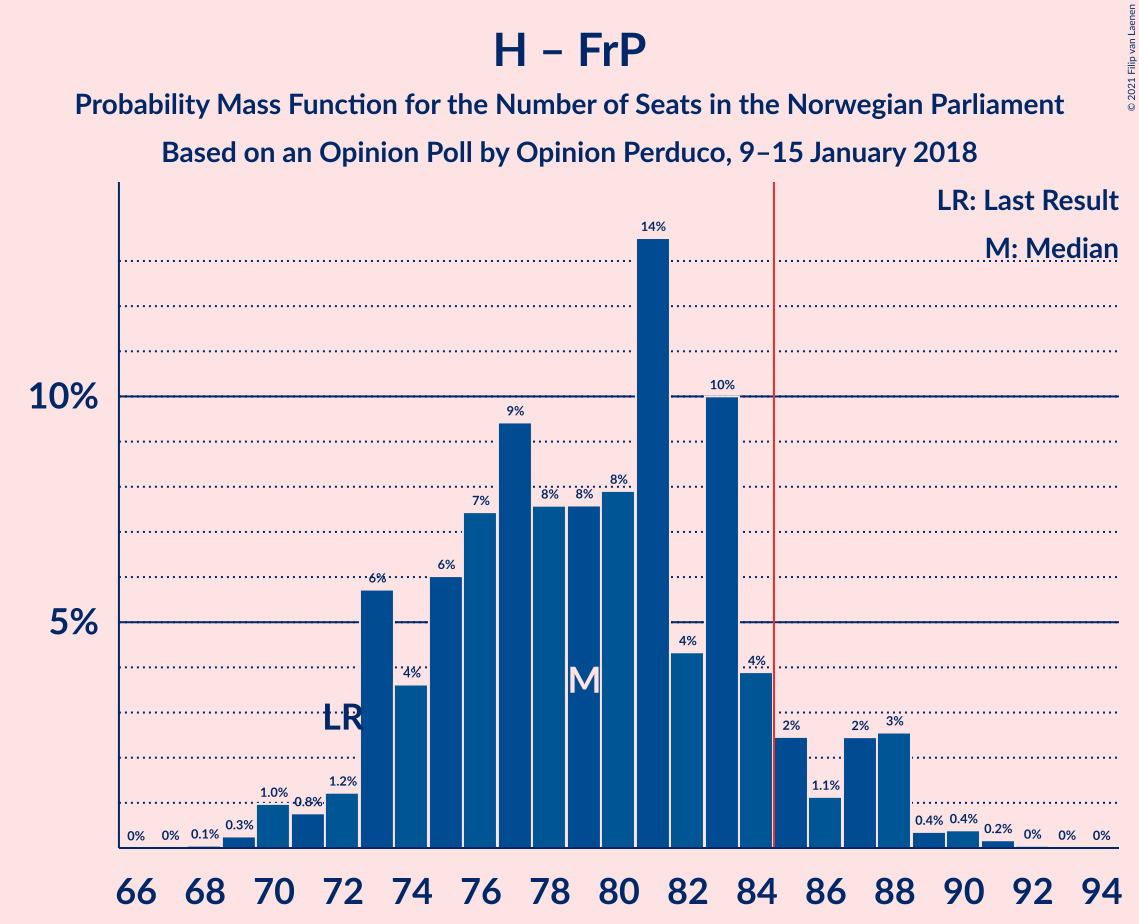 H – FrP
Probability Mass Function for the Number of Seats in the Norwegian Parliament
Based on an Opinion Poll by Opinion Perduco, 9–15 January 2018
© 2021 Filip van Laenen
LR: Last Result
M: Median
10%
5%
0% 0% 0.1% 0.3% 1.0% 0.8% 1.2% 6% 4% 6% 7% 9% 8% 8% 8% 14% 4% 10% 4% 2% 1.1% 2% 3% 0.4% 0.4% 0.2% 0% 0% 0%
LR
M
66 68 70 72 74 76 78 80 82 84 86 88 90 92 94